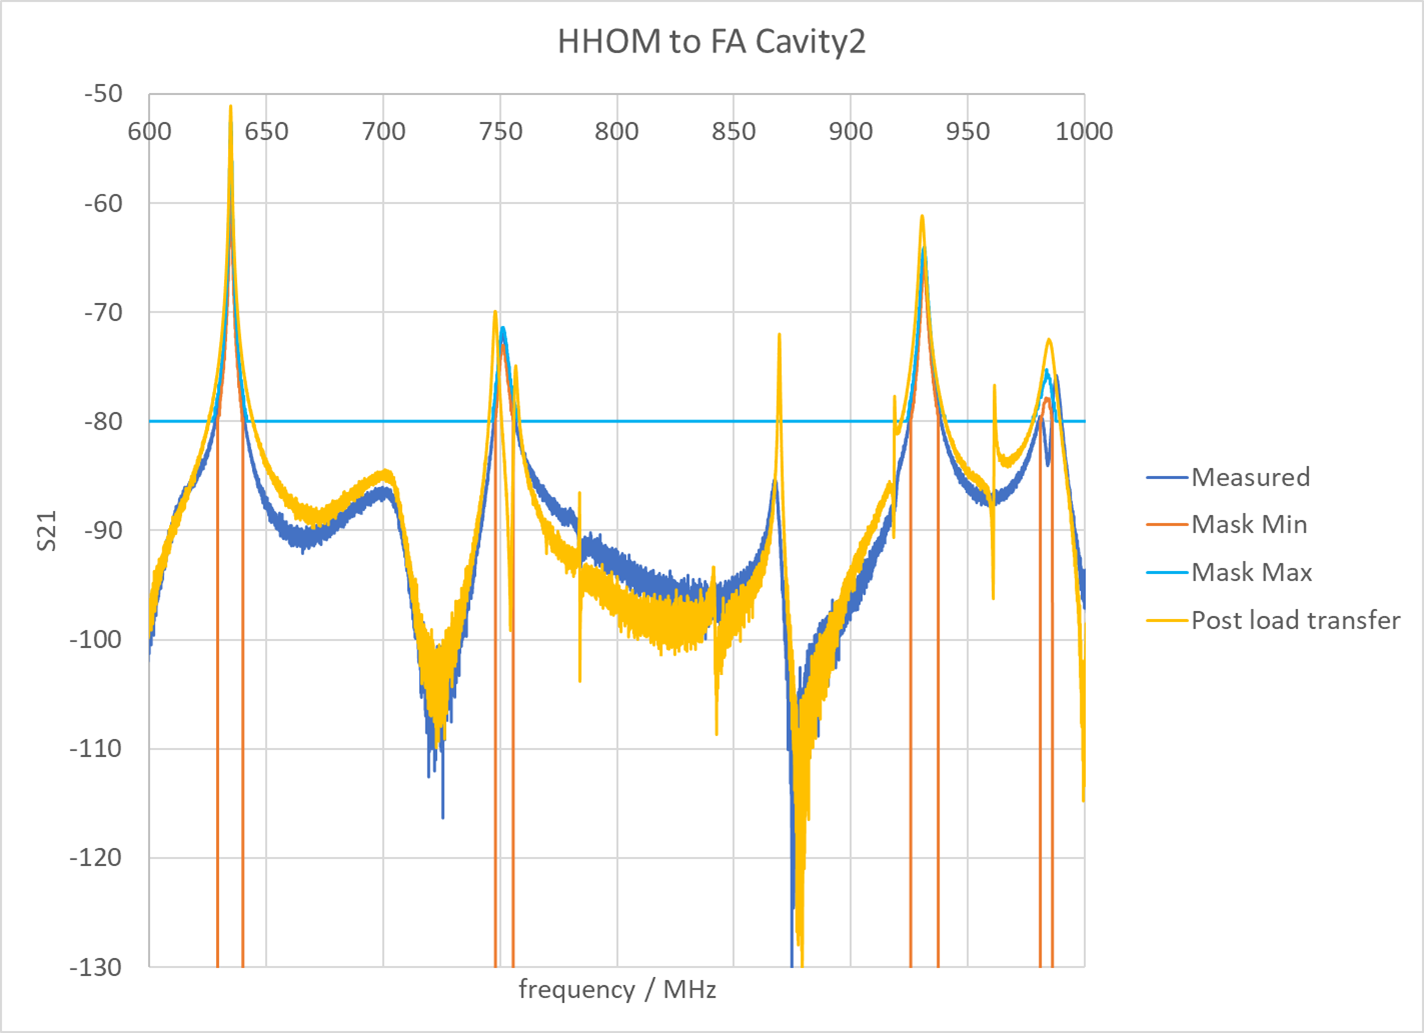 HHOM to FA Cavity2
-50
600 650 700 750 800 850 900 950 1000
-60
-70
-80
-90
-100
-110
-120
-130
S21
frequency / MHz
Measured
Mask Min
Mask Max
Post load transfer